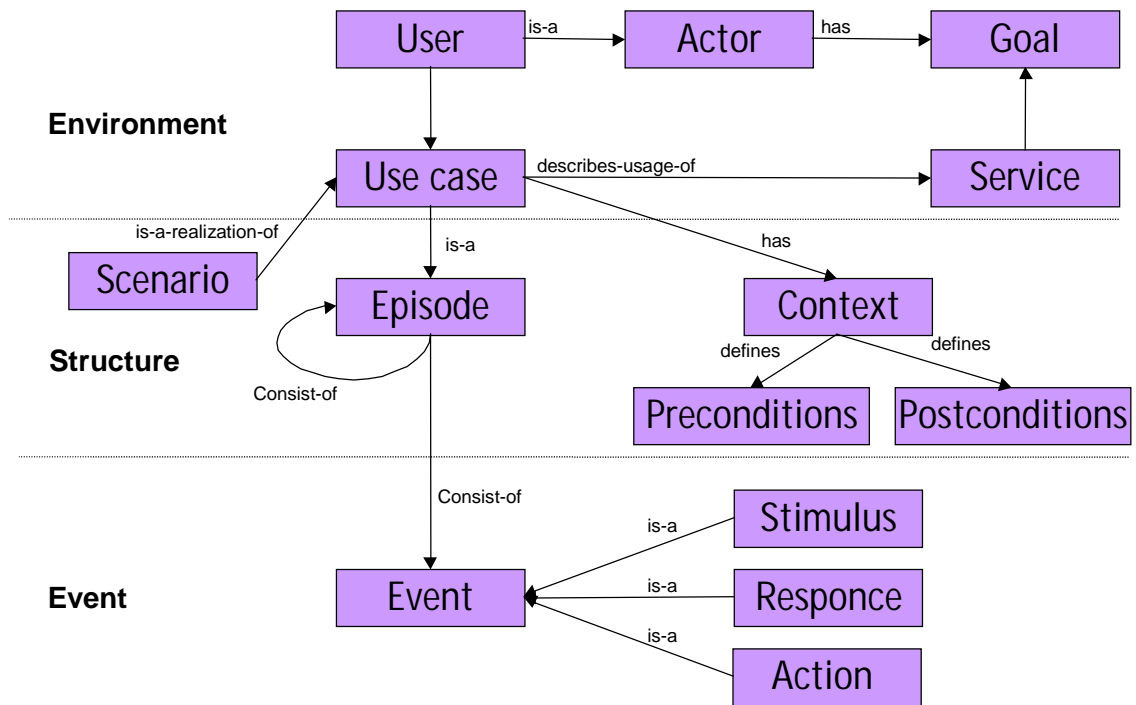 User
is-a
Actor
has
Goal
Environment
Use case
describes-usage-of
Service
is-a-realization-of
is-a
has
Scenario
Episode
Context
Structure
defines
defines
Consist-of
Preconditions
Postconditions
Consist-of
is-a
Stimulus
Event
Event
is-a
Responce
is-a
Action